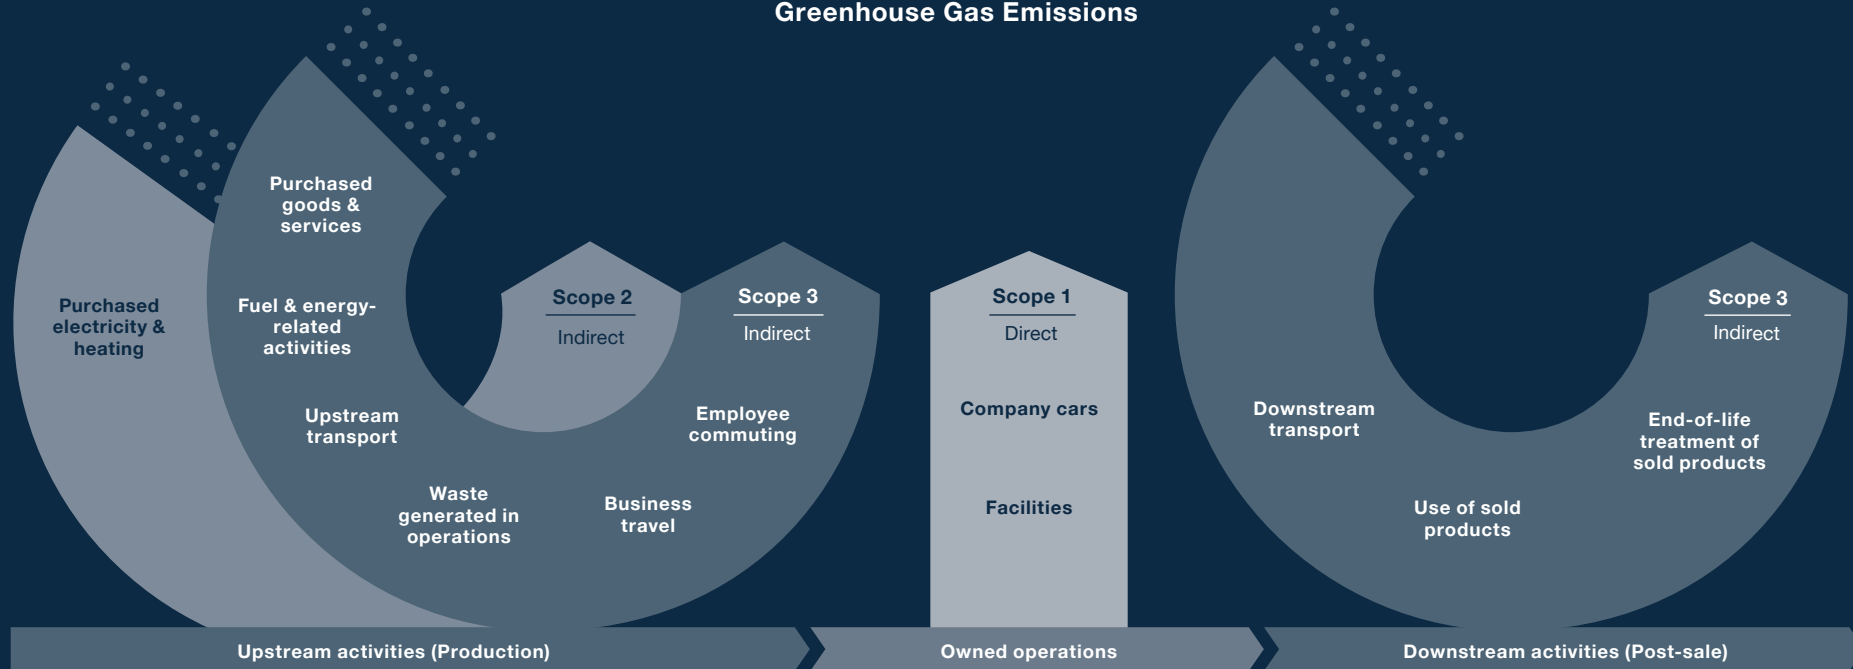 Greenhouse Gas Emissions
Purchased
goods &
services
Purchased
electricity &
heating
Fuel & energy-
related
activities
Upstream
transport
Waste
generated in
operations
Business
travel
Employee
commuting
Scope 2
Indirect
Scope 3
Indirect
Scope 1
Direct
Company cars
Facilities
Downstream
transport
Use of sold
products
End-of-life
treatment of
sold products
Scope 3
Indirect
Upstream activities (Production)
Owned operations
Downstream activities (Post-sale)